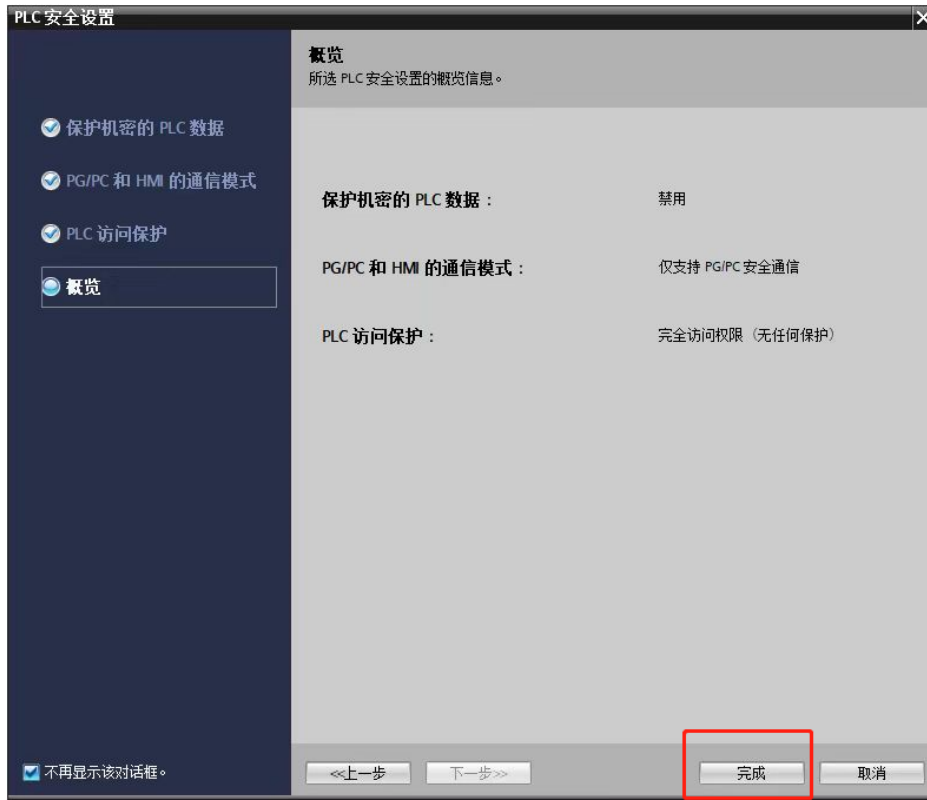 PLC 安全设置
概览
所选 PLC 安全设置的概览信息。
保护机密的 PLC 数据
PG/PC 和 HMI 的通信模式
PLC 访问保护
概览
保护机密的 PLC 数据： 禁用
PG/PC 和 HMI 的通信模式： 仅支持 PG/PC 安全通信
PLC 访问保护： 完全访问权限（无任何保护）
不再显示该对话框。
<<上一步 下一步>> 完成 取消